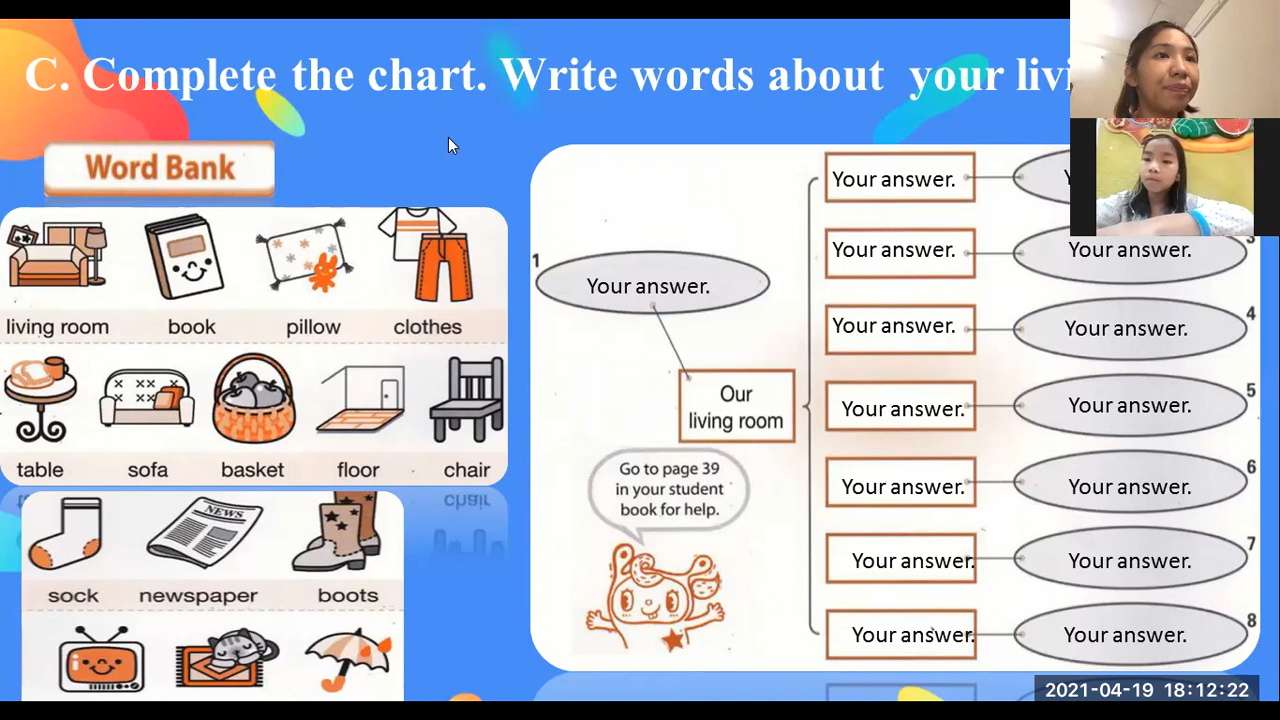 C. Complete the chart. Write words about your livi
Word Bank
living room book pillow clothes
table sofa basket floor chair
NEWS
sock newspaper boots
Your answer.
Your answer. 3 Your answer.
1 Your answer.
Your answer. 4 Your answer.
Our
living room
Your answer. 5 Your answer.
Go to page 39
in your student
book for help.
Your answer. 6 Your answer.
Your answer. 7 Your answer.
Your answer. 8 Your answer.
2021-04-19 18:12:22